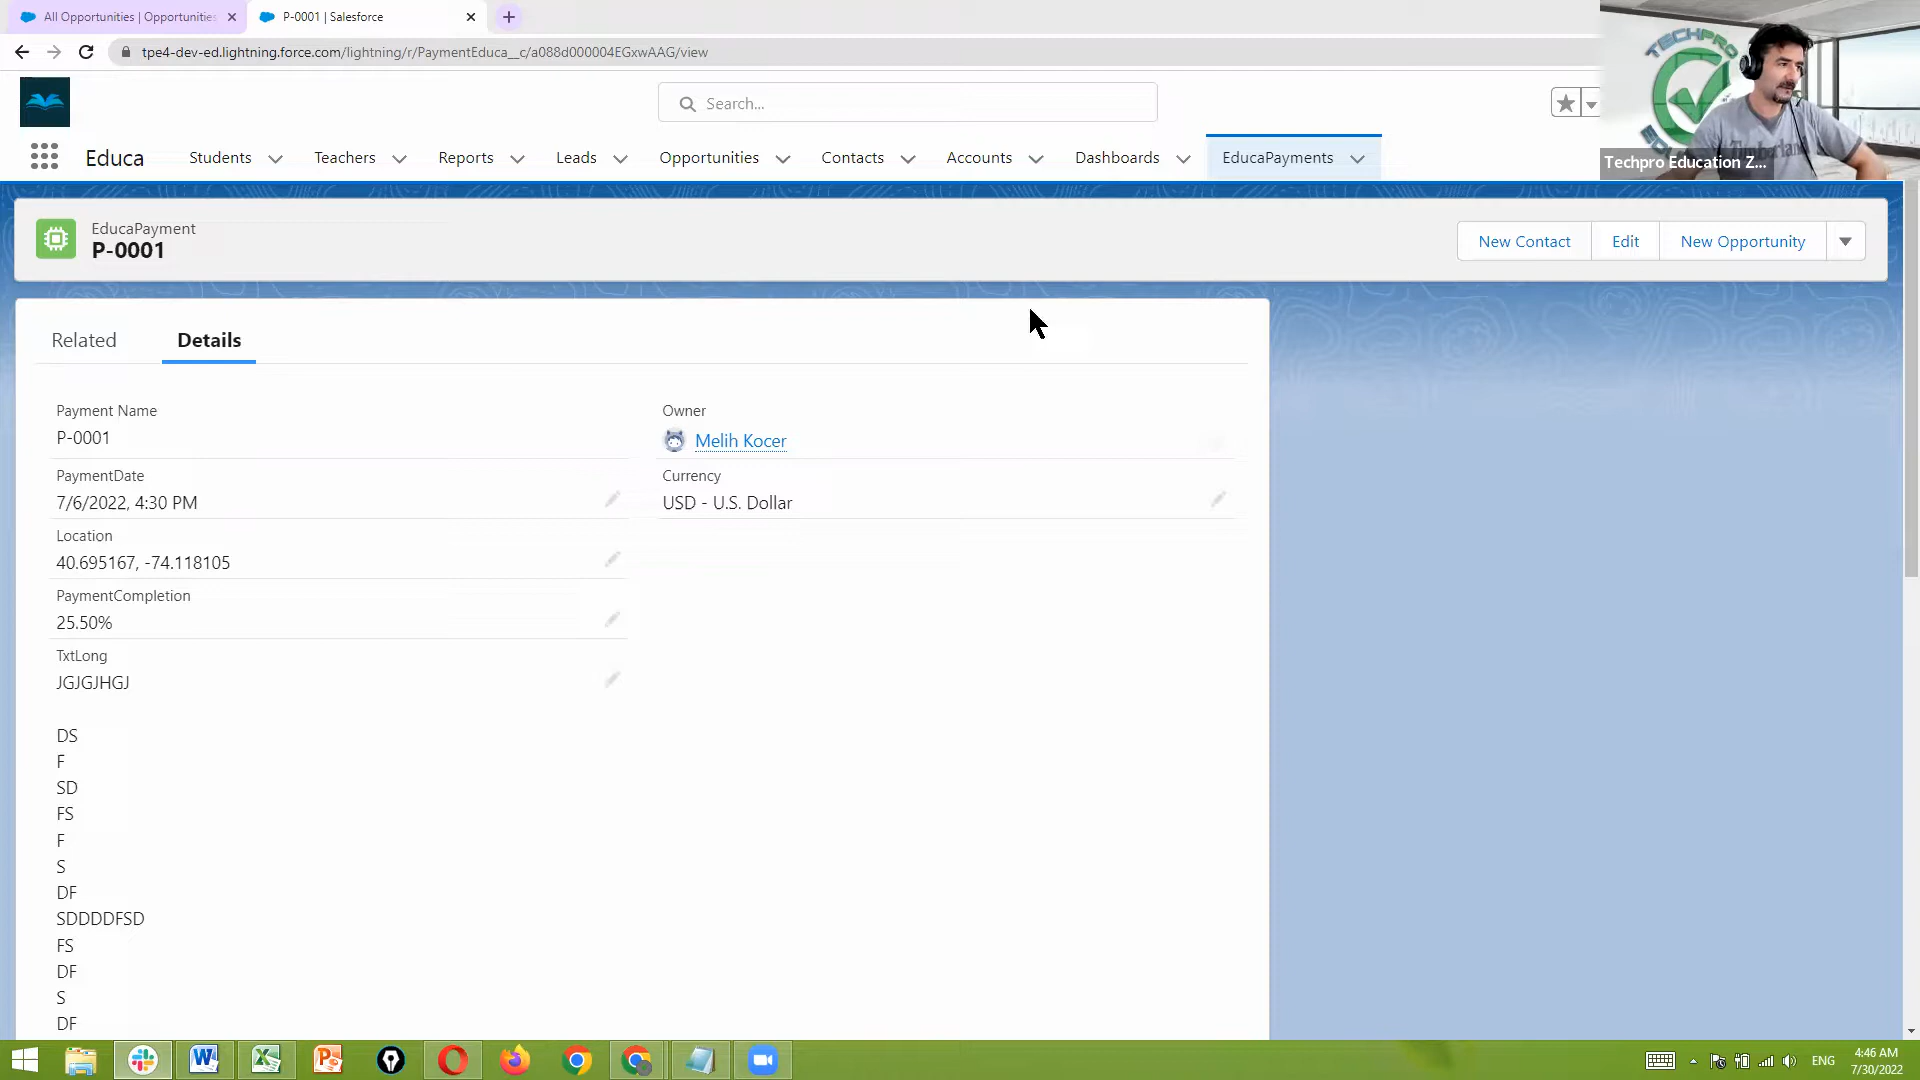 All Opportunities | Opportunities
P-0001 | Salesforce
tpe4-dev-ed.lightning.force.com/lightning/r/PaymentEduca__c/a088d000004EGxwAAG/view
TECHPRO
Search...
Timberland
Techpro Education Z...
Educa
Students
Teachers
Reports
Leads
Opportunities
Contacts
Accounts
Dashboards
EducaPayments
EducaPayment
P-0001
New Contact
Edit
New Opportunity
Related
Details
Payment Name
P-0001
Owner
Melih Kocer
PaymentDate
7/6/2022, 4:30 PM
Currency
USD - U.S. Dollar
Location
40.695167, -74.118105
PaymentCompletion
25.50%
TxtLong
JGJGJHGJ
DS
F
SD
FS
F
S
DF
SDDDDFSD
FS
DF
S
DF
ENG
4:46 AM
7/30/2022